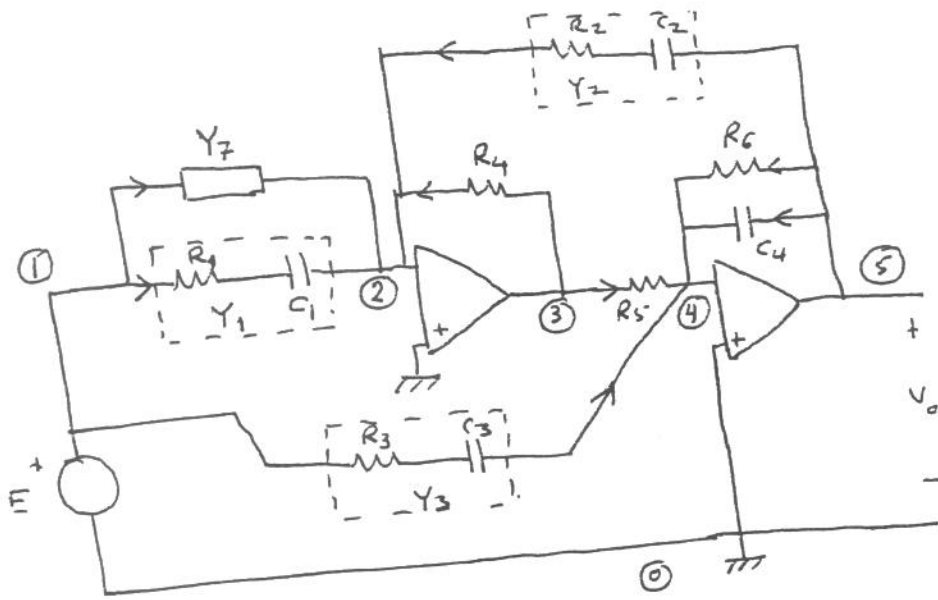 R2 C2
Y2
Y7
R4
R6
C4
1
R1 C1
Y1
2
3
R5
4
5
+
+
+
Vo
-
R3 C3
Y3
+
E
0